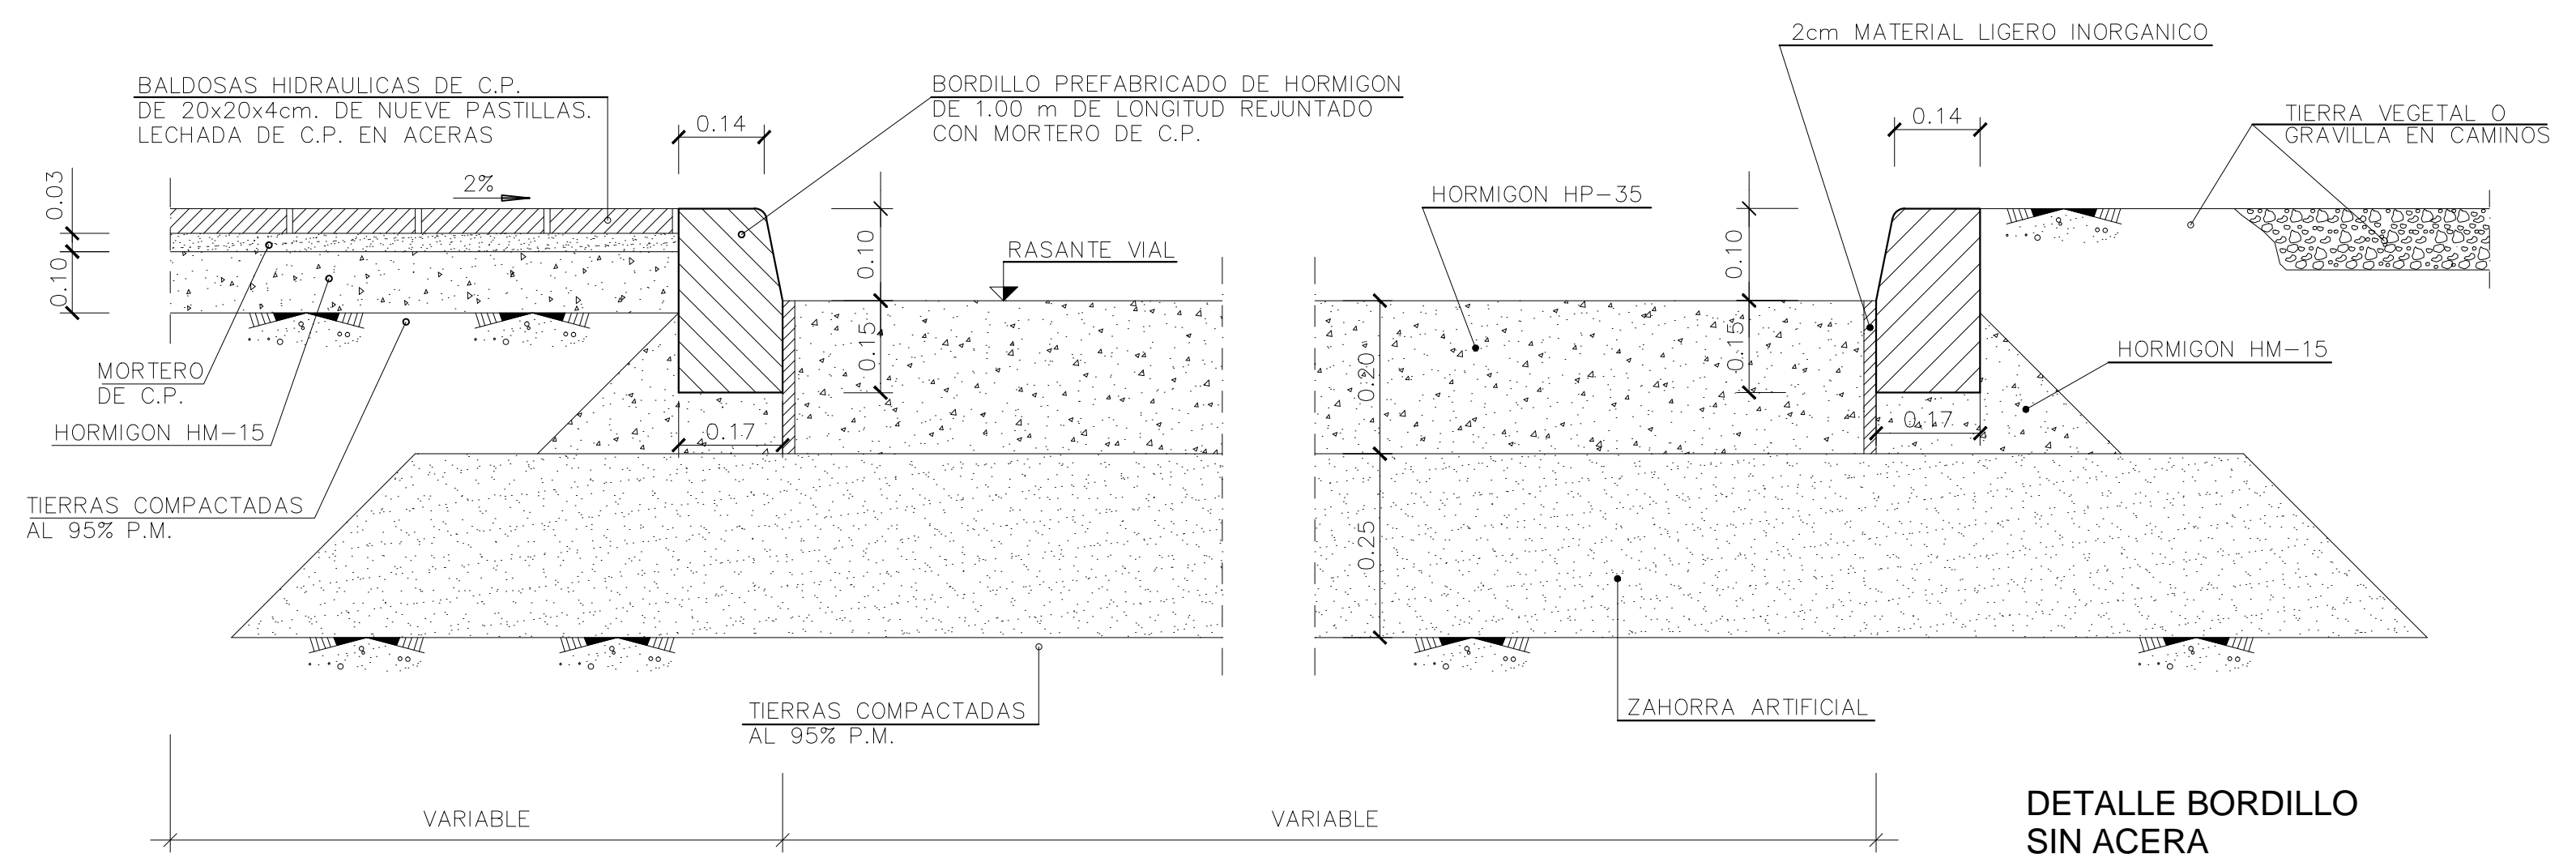 2cm MATERIAL LIGERO INORGANICO
BALDOSAS HIDRAULICAS DE C.P.
DE 20x20x4cm. DE NUEVE PASTILLAS.
LECHADA DE C.P. EN ACERAS
0.14
BORDILLO PREFABRICADO DE HORMIGON
DE 1.00 m DE LONGITUD REJUNTADO
CON MORTERO DE C.P.
0.14
TIERRA VEGETAL O
GRAVILLA EN CAMINOS
0.03
2%
HORMIGON HP-35
0.10
0.10
0.10
RASANTE VIAL
0.15
0.15
0.20
HORMIGON HM-15
MORTERO
DE C.P.
HORMIGON HM-15
0.17
0.17
TIERRAS COMPACTADAS
AL 95% P.M.
0.25
TIERRAS COMPACTADAS
AL 95% P.M.
ZAHORRA ARTIFICIAL
VARIABLE
VARIABLE
DETALLE BORDILLO
SIN ACERA